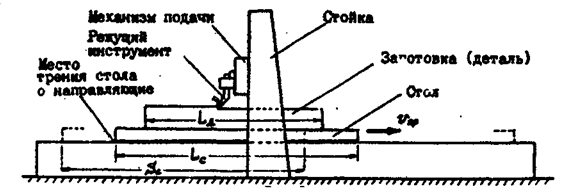 Механизм подачи
Режущий
инструмент
Стойка
Место
трения стола
о направляющие
Заготовка (деталь)
Стол
Lд
vпр
Lс